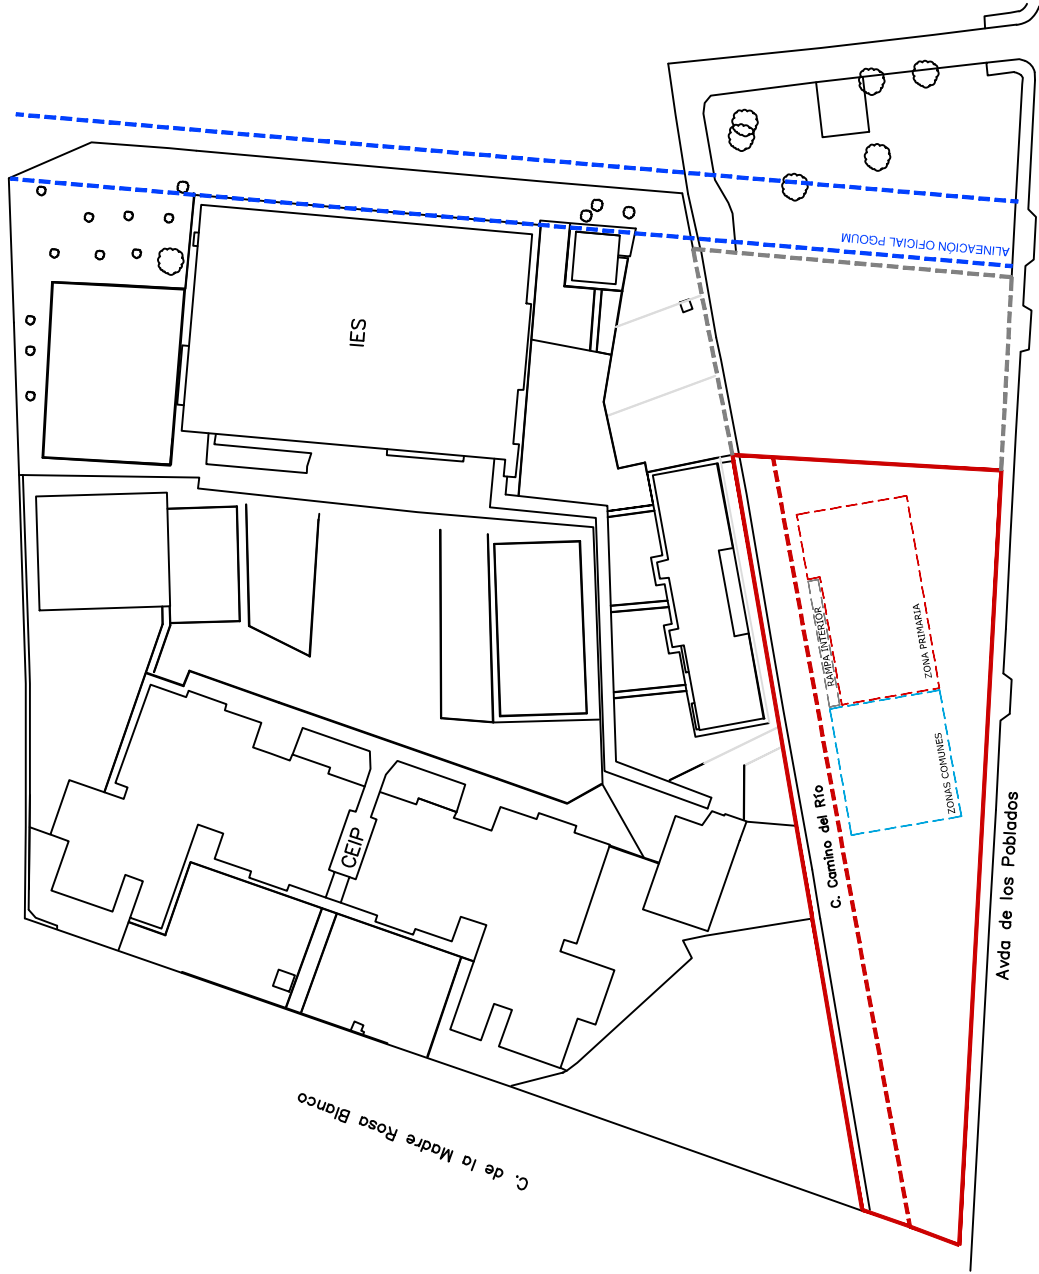 ALINEACIÓN OFICIAL PGOUM
IES
RAMPA INTERIOR
ZONA PRIMARIA
ZONAS COMUNES
C. Camino del Río
Avda de los Poblados
CEIP
C. de la Madre Rosa Blanco